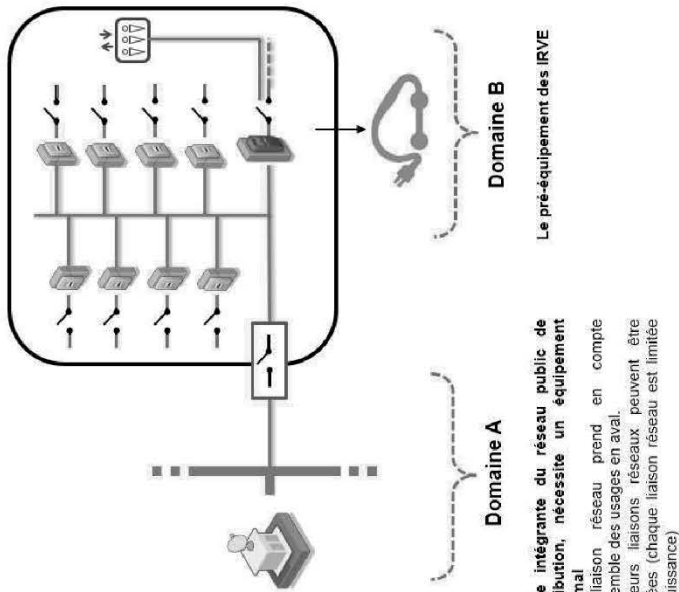 Domaine A
Domaine B
e intégrante du réseau public de
ibution, nécessite un équipement
mal
liaison réseau prend en compte
emble des usages en aval.
eurs liaisons réseaux peuvent être
ées (chaque liaison réseau est limitée
uissance)
Le pré-équipement des IRVE